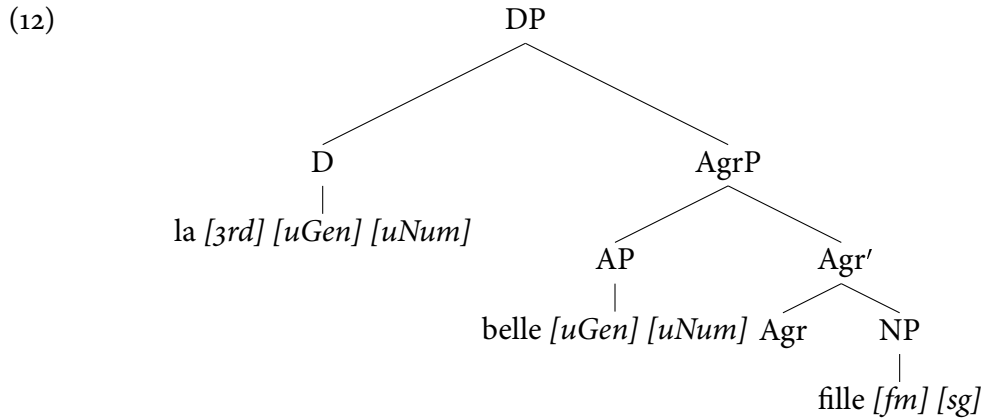 (12) DP
D AgrP
la [3rd] [uGen] [uNum]
AP Agr′
belle [uGen] [uNum] Agr NP
fille [fm] [sg]